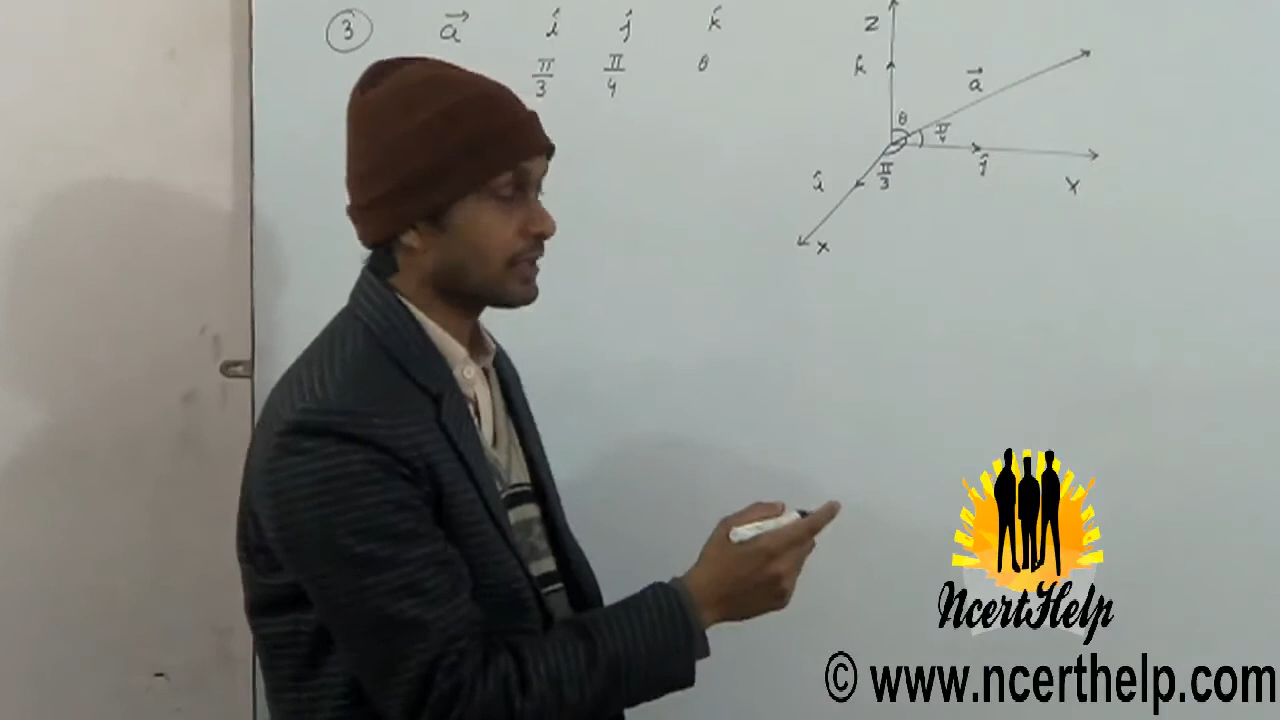 3 a⃗ î ĵ k̂
π/3 π/4 θ
Z
k̂
a⃗
θ
π/4
ĵ
X
π/3
î
X
NcertHelp
© www.ncerthelp.com